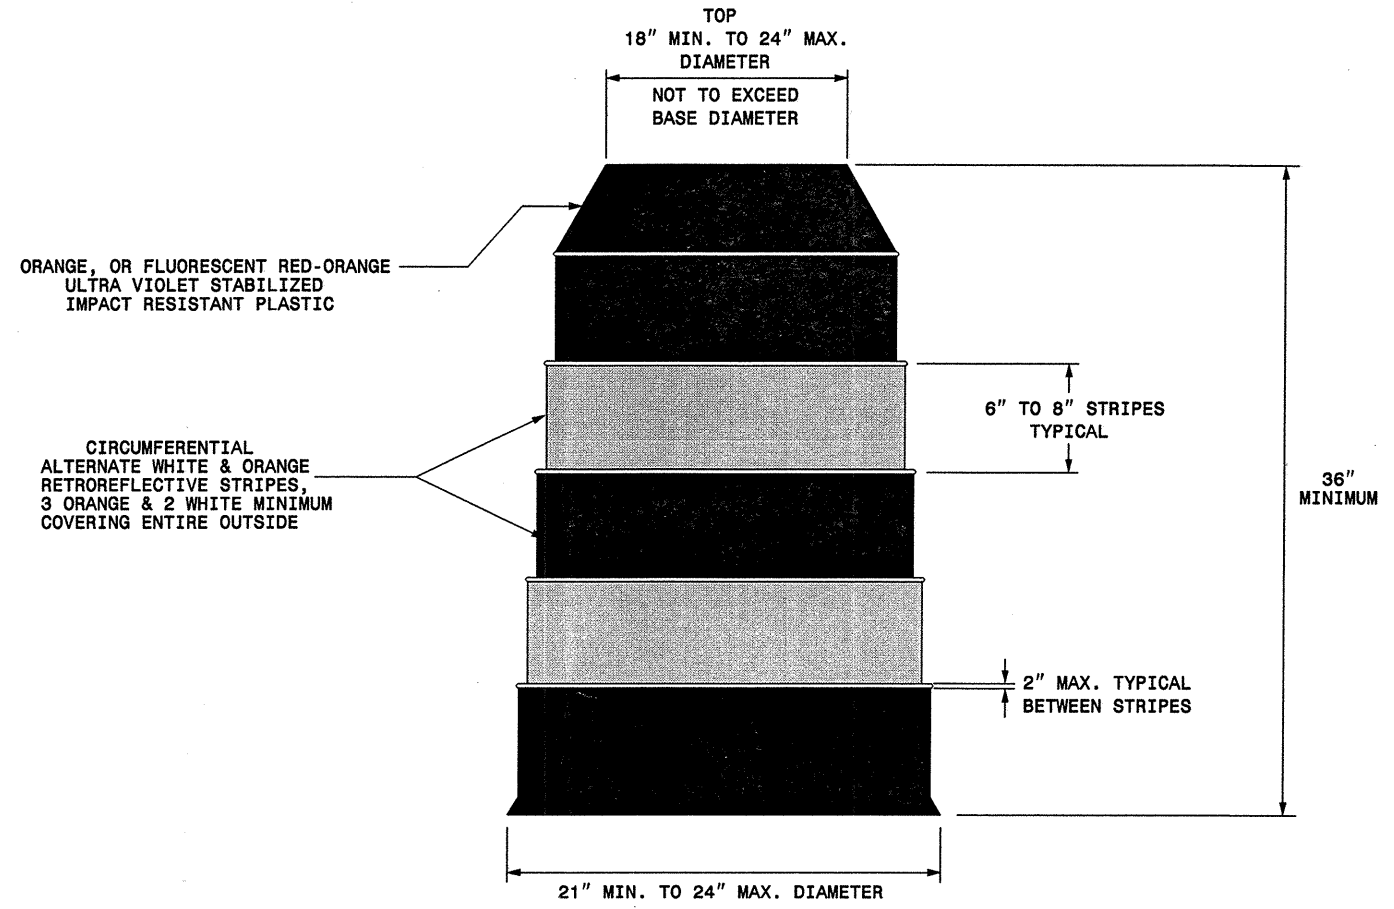 TOP
18" MIN. TO 24" MAX.
DIAMETER
NOT TO EXCEED
BASE DIAMETER
ORANGE, OR FLUORESCENT RED-ORANGE
ULTRA VIOLET STABILIZED
IMPACT RESISTANT PLASTIC
6" TO 8" STRIPES
TYPICAL
CIRCUMFERENTIAL
ALTERNATE WHITE & ORANGE
RETROREFLECTIVE STRIPES,
3 ORANGE & 2 WHITE MINIMUM
COVERING ENTIRE OUTSIDE
36"
MINIMUM
2" MAX. TYPICAL
BETWEEN STRIPES
21" MIN. TO 24" MAX. DIAMETER